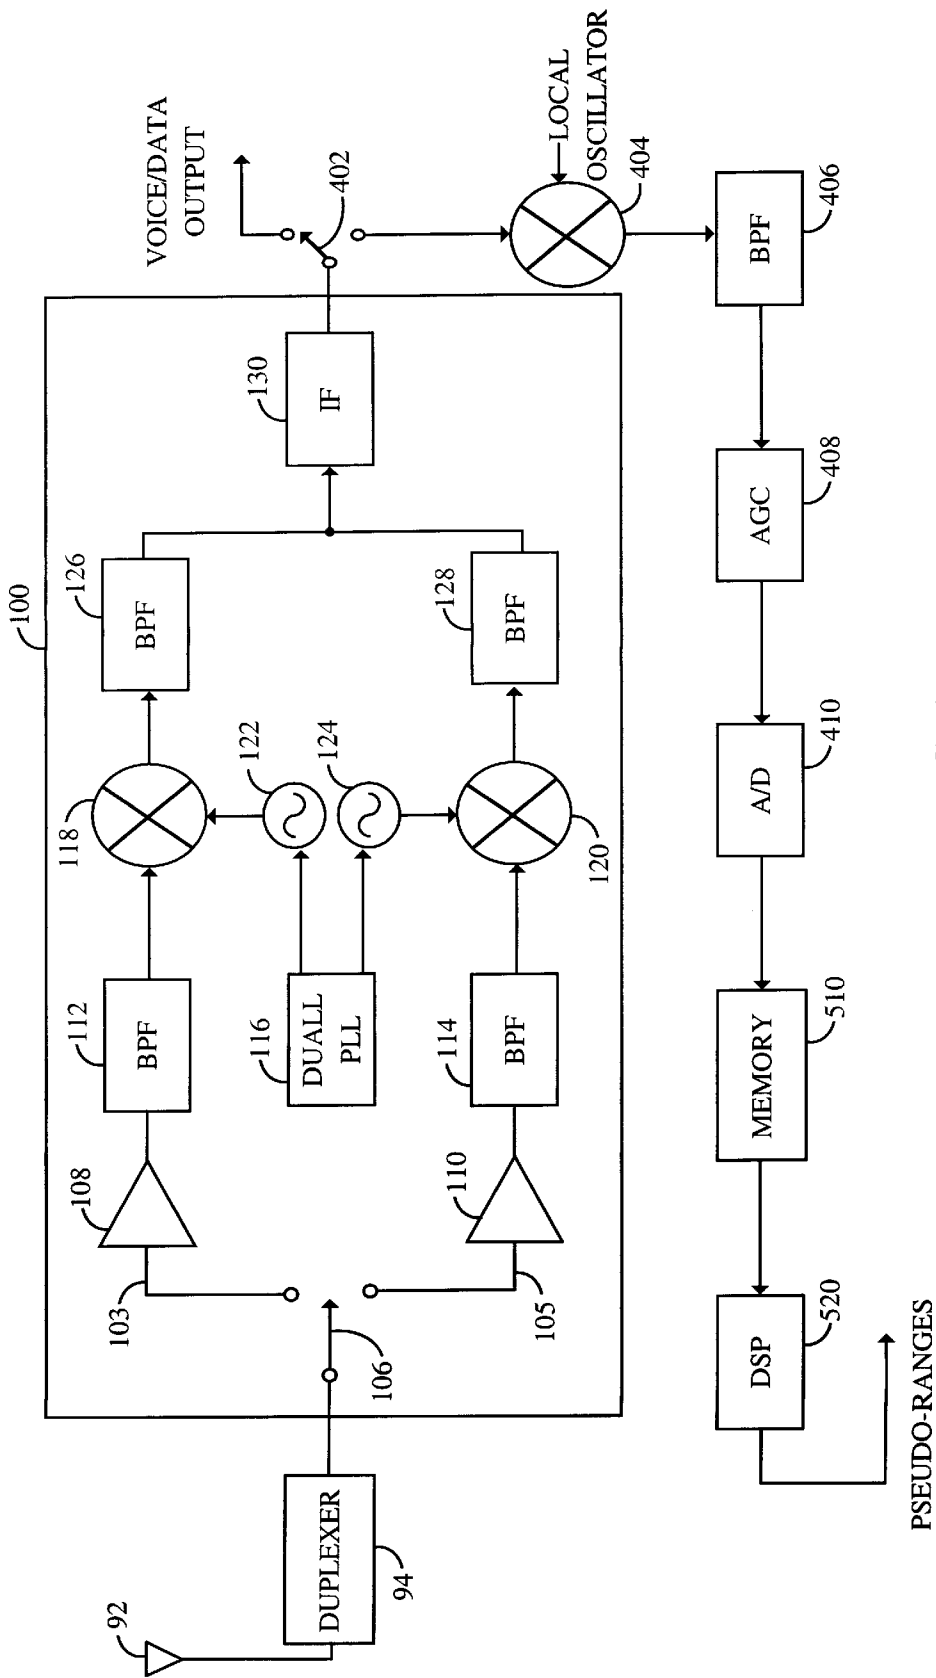 92
DUPLEXER
94
100
103
108
112
BPF
118
126
BPF
106
116
DUALL
PLL
122
124
130
IF
105
110
114
BPF
120
128
BPF
VOICE/DATA
OUTPUT
402
LOCAL
OSCILLATOR
404
BPF
406
AGC
408
A/D
410
MEMORY
510
DSP
520
PSEUDO-RANGES